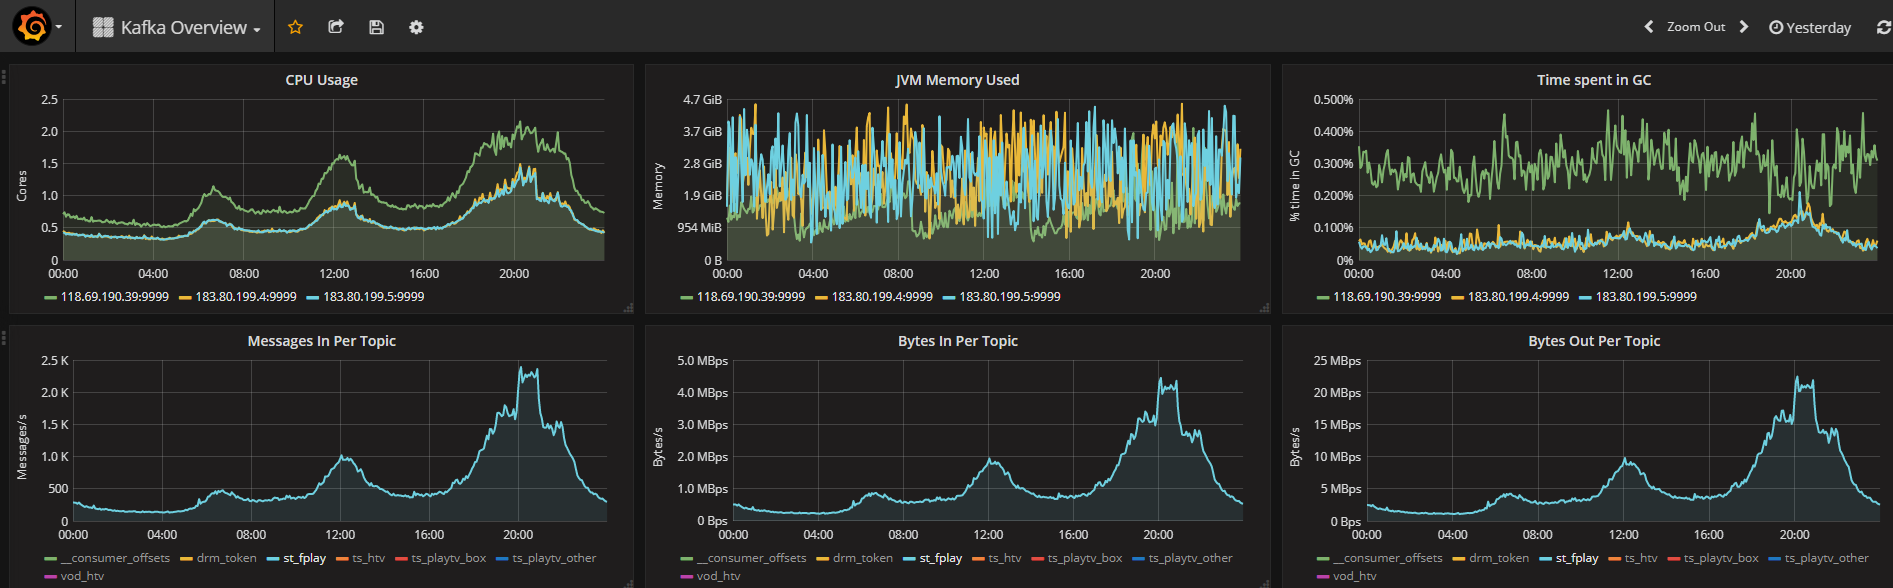 Kafka Overview
Zoom Out
Yesterday
CPU Usage
2.5
2.0
1.5
1.0
0.5
0
Cores
00:00 04:00 08:00 12:00 16:00 20:00
118.69.190.39:9999 183.80.199.4:9999 183.80.199.5:9999
JVM Memory Used
4.7 GiB
3.7 GiB
2.8 GiB
1.9 GiB
954 MiB
0 B
Memory
00:00 04:00 08:00 12:00 16:00 20:00
118.69.190.39:9999 183.80.199.4:9999 183.80.199.5:9999
Time spent in GC
0.500%
0.400%
0.300%
0.200%
0.100%
0%
% time in GC
00:00 04:00 08:00 12:00 16:00 20:00
118.69.190.39:9999 183.80.199.4:9999 183.80.199.5:9999
Messages In Per Topic
2.5 K
2.0 K
1.5 K
1.0 K
500
0
Messages/s
00:00 04:00 08:00 12:00 16:00 20:00
__consumer_offsets drm_token st_fplay ts_htv ts_playtv_box ts_playtv_other
vod_htv
Bytes In Per Topic
5.0 MBps
4.0 MBps
3.0 MBps
2.0 MBps
1.0 MBps
0 Bps
Bytes/s
00:00 04:00 08:00 12:00 16:00 20:00
__consumer_offsets drm_token st_fplay ts_htv ts_playtv_box ts_playtv_other
vod_htv
Bytes Out Per Topic
25 MBps
20 MBps
15 MBps
10 MBps
5 MBps
0 Bps
Bytes/s
00:00 04:00 08:00 12:00 16:00 20:00
__consumer_offsets drm_token st_fplay ts_htv ts_playtv_box ts_playtv_other
vod_htv